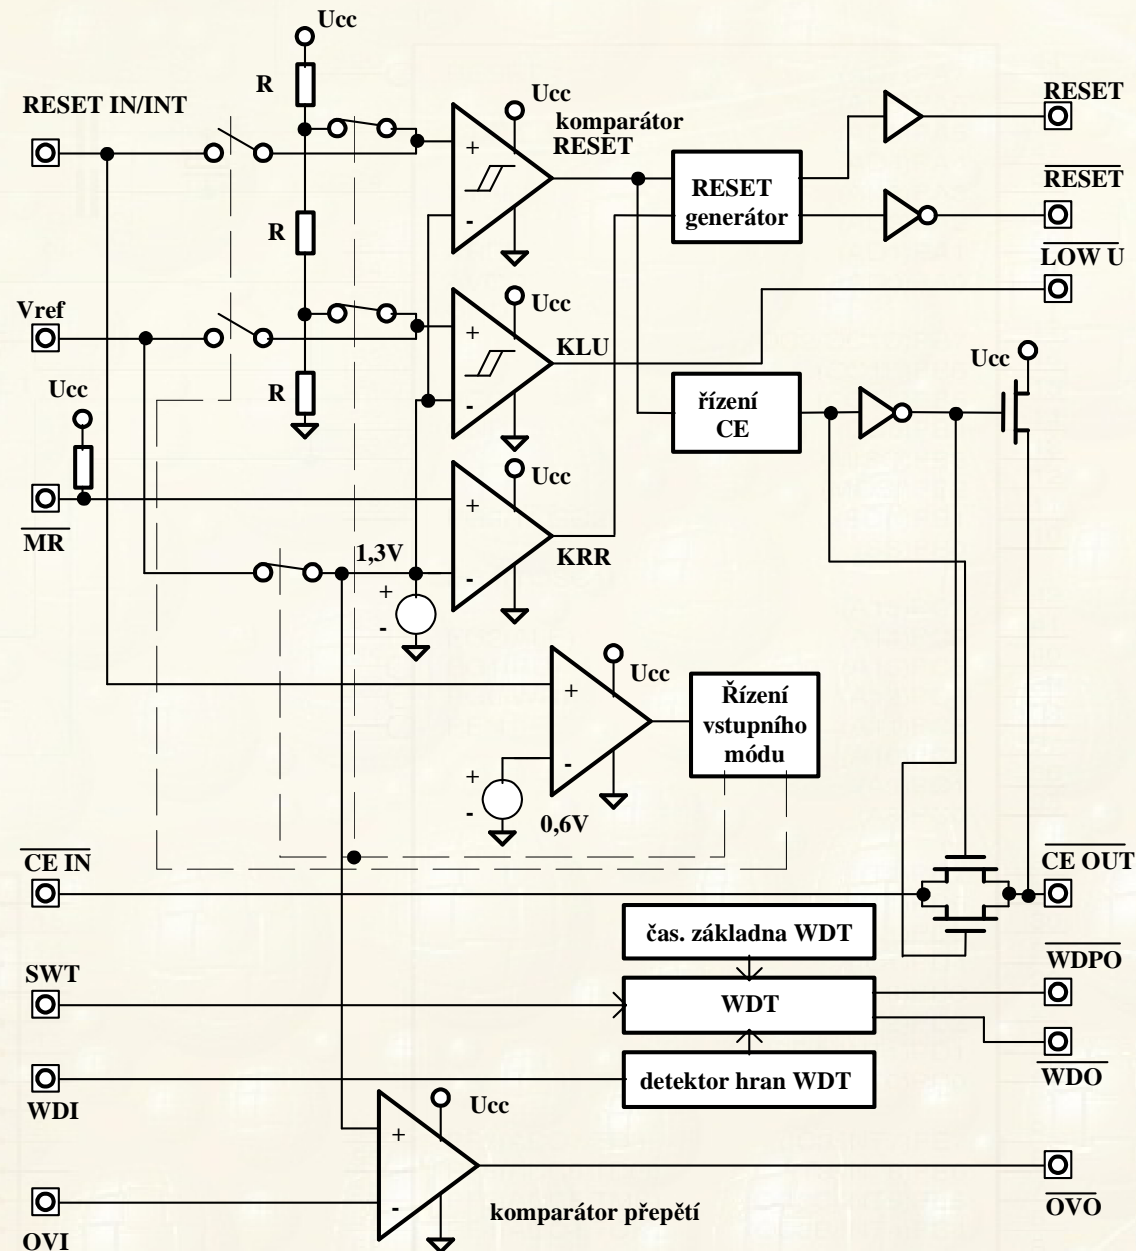 Ucc
R
RESET IN/INT
Ucc
komparátor
RESET
RESET
+
-
RESET
generátor
RESET
R
LOW U
Vref
Ucc
+
KLU
-
Ucc
Ucc
R
řízení
CE
Ucc
+
MR
1,3V
KRR
-
+
-
Ucc
+
Řízení
vstupního
módu
-
+
-
0,6V
CE IN
CE OUT
čas. základna WDT
WDPO
SWT
WDT
detektor hran WDT
WDO
WDI
Ucc
+
-
komparátor přepětí
OVO
OVI